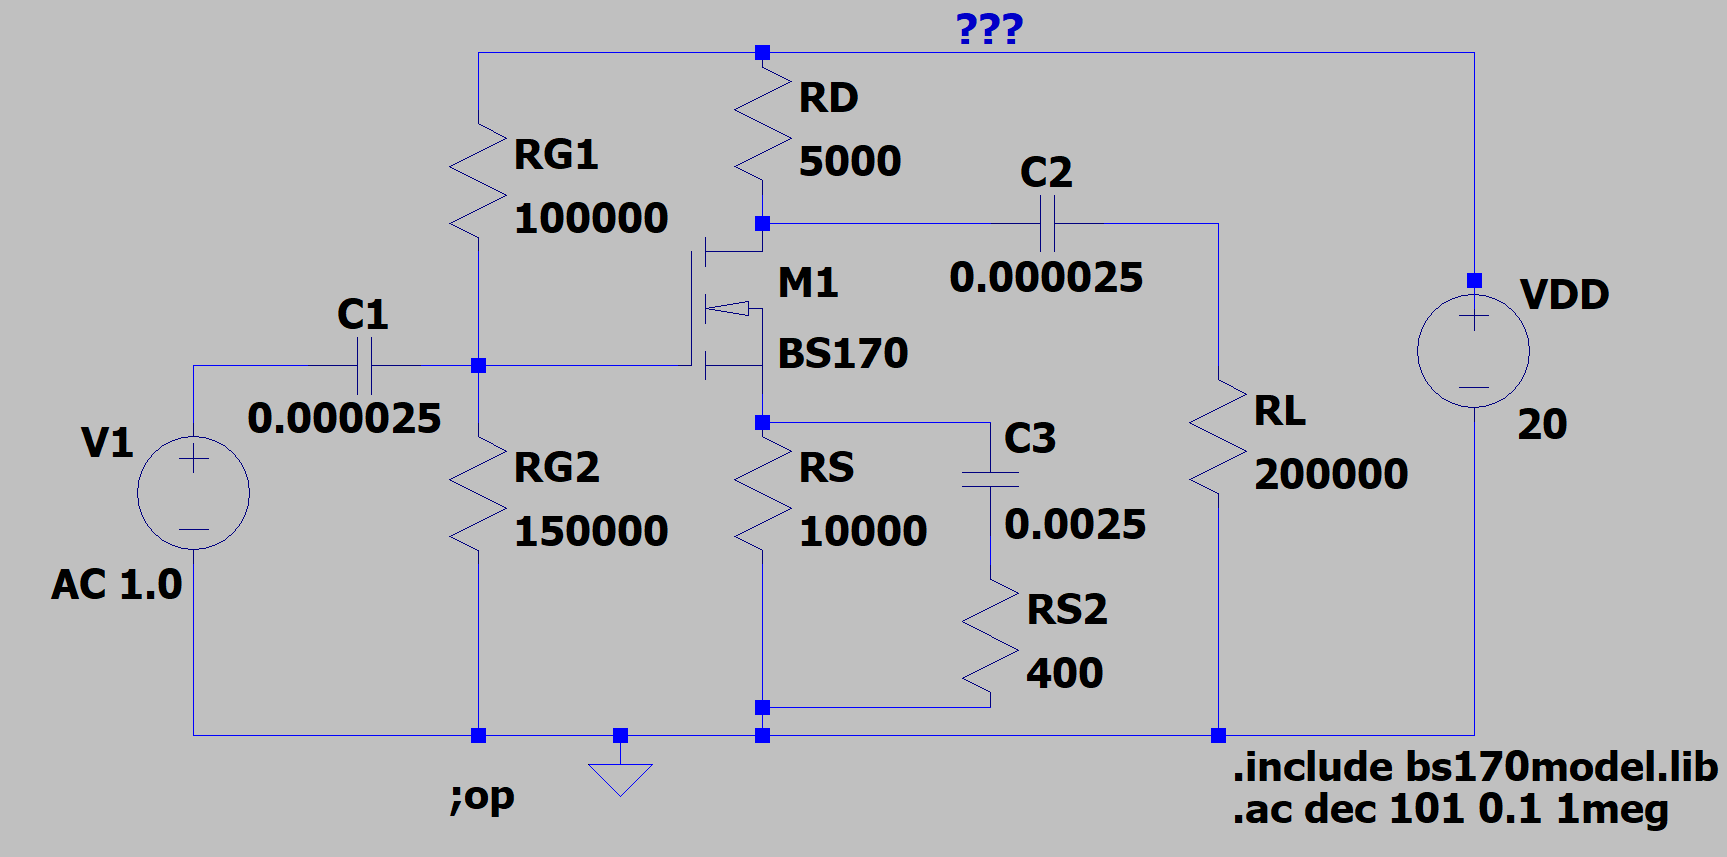 ???
RD
5000
RG1
100000
C2
0.000025
M1
BS170
C1
0.000025
VDD
20
V1
AC 1.0
RG2
150000
RS
10000
C3
0.0025
RS2
400
RL
200000
;op
.include bs170model.lib
.ac dec 101 0.1 1meg